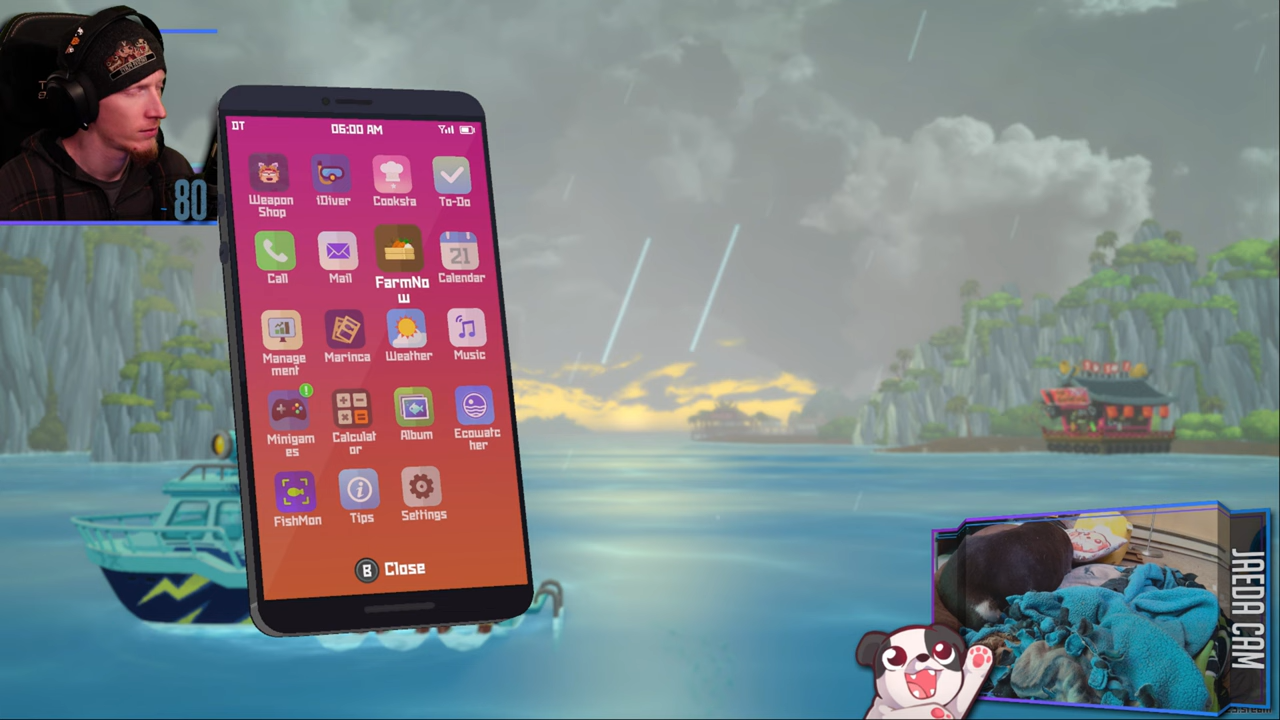 80
DT
06:00 AM
Weapon
Shop
iDiver
Cooksta
To-Do
Call
Mail
FarmNo
w
21
Calendar
Manage
ment
Marinca
Weather
Music
!
Minigam
es
Calculat
or
Album
Ecowatc
her
FishMon
Tips
Settings
B Close
JAEDA CAM